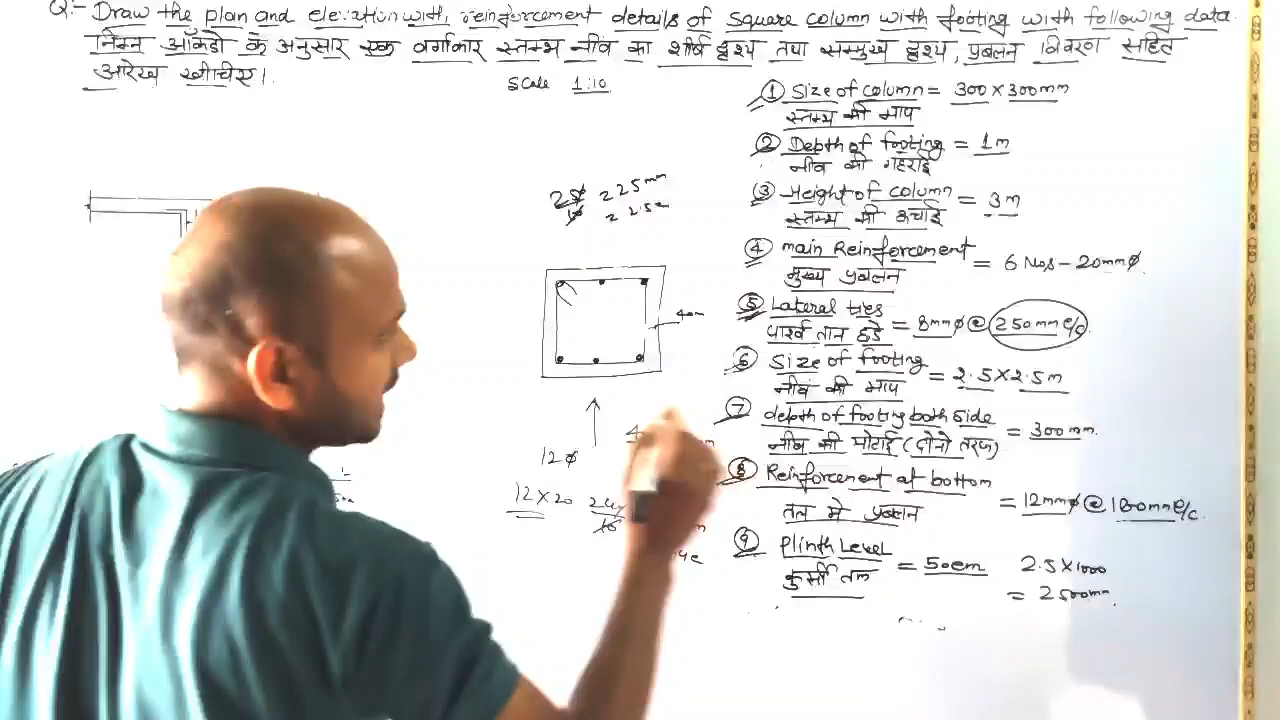 Q:- Draw the plan and elevation with reinforcement details of square column with footing with following data
निम्न आँकडो के अनुसार एक वर्गाकार स्तम्भ नींव का शीर्ष दृश्य तथा सम्मुख दृश्य, प्रबलन विवरण सहित
आरेख खीचीए।
Scale 1:10
① Size of column = 300 × 300mm
स्तम्भ की माप
② Depth of footing = 1m
नीव की गहराई
③ Height of column = 3m
स्तम्भ की ऊचाई
④ main Reinforcement = 6 Nos - 20mmϕ
मुख्य प्रबलन
⑤ Lateral ties = 8mmϕ @ 250mm c/c.
पार्श्व तान छडे
⑥ Size of footing = 2.5 × 2.5m
नींव की माप
⑦ depth of footing both side = 300mm.
नीव की मोटाई (दोनो तरफ)
⑧ Reinforcement at bottom = 12mmϕ @ 180mm c/c.
तल मे प्रबलन
⑨ Plinth Level = 50cm
कुर्सी तल
2.5 × 1000
= 2500mm.
40m
12ϕ
12 × 20